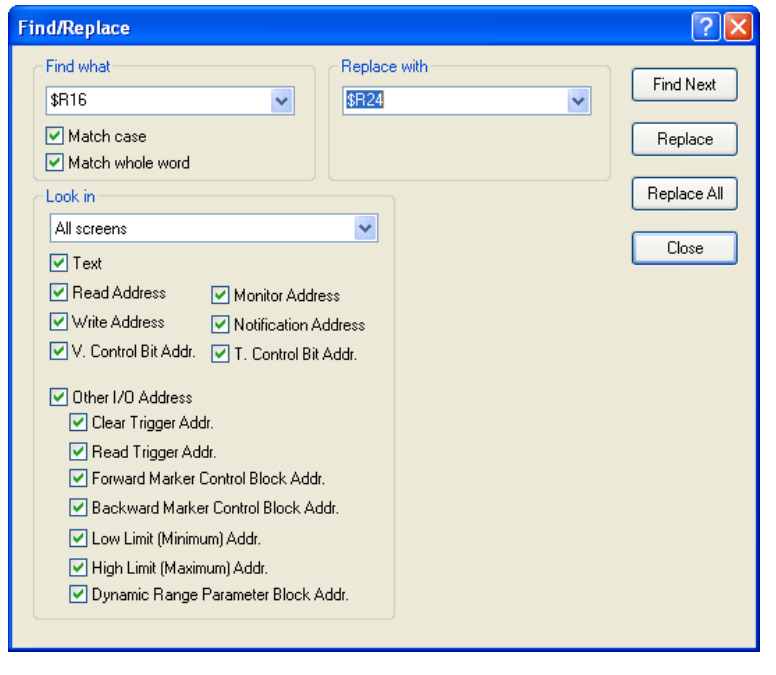 Find/Replace
Find what
$R16
Match case
Match whole word
Replace with
$R24
Find Next
Replace
Replace All
Close
Look in
All screens
Text
Read Address
Monitor Address
Write Address
Notification Address
V. Control Bit Addr.
T. Control Bit Addr.
Other I/O Address
Clear Trigger Addr.
Read Trigger Addr.
Forward Marker Control Block Addr.
Backward Marker Control Block Addr.
Low Limit (Minimum) Addr.
High Limit (Maximum) Addr.
Dynamic Range Parameter Block Addr.